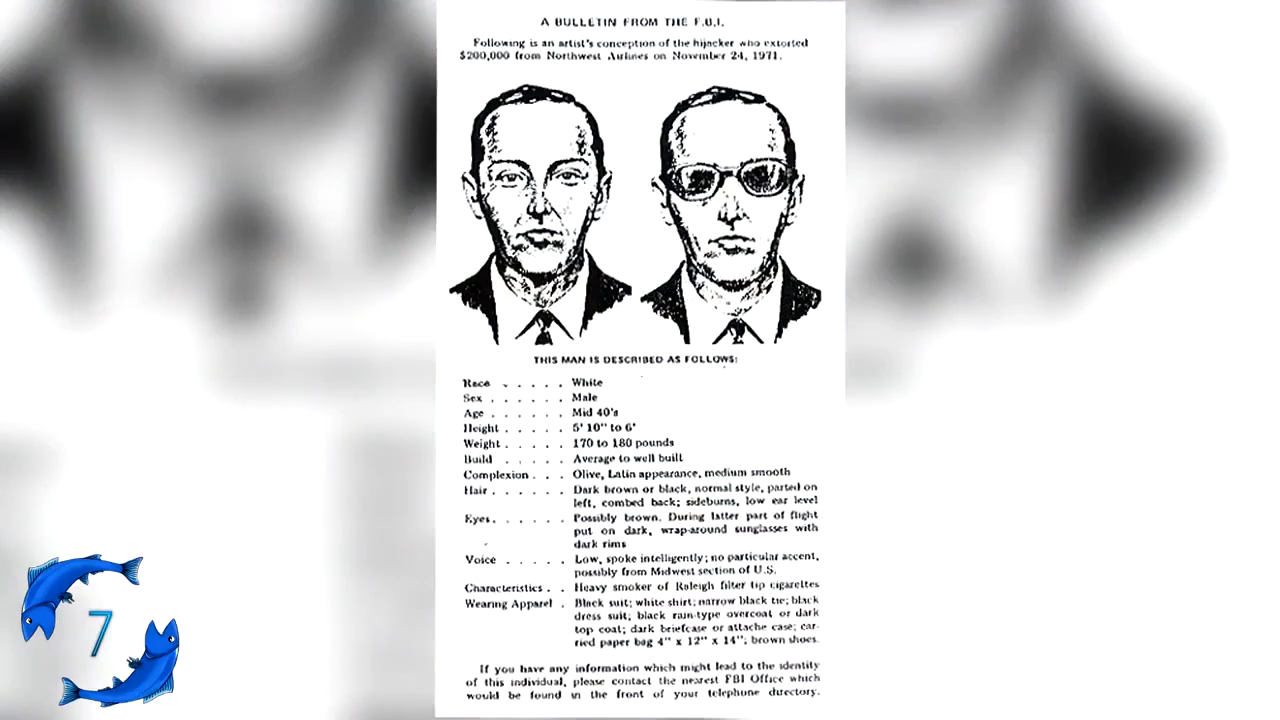 A BULLETIN FROM THE F.B.I.
Following is an artist's conception of the hijacker who extorted
$200,000 from Northwest Airlines on November 24, 1971.
THIS MAN IS DESCRIBED AS FOLLOWS:
Race . . . . . White
Sex . . . . . . Male
Age . . . . . . Mid 40's
Height . . . . . 5' 10" to 6'
Weight . . . . . 170 to 180 pounds
Build . . . . . Average to well built
Complexion . . . Olive, Latin appearance, medium smooth
Hair . . . . . . Dark brown or black, normal style, parted on
left, combed back; sideburns, low ear level
Eyes . . . . . . Possibly brown. During latter part of flight
put on dark, wrap-around sunglasses with
dark rims
Voice . . . . . Low, spoke intelligently; no particular accent,
possibly from Midwest section of U.S.
Characteristics . . Heavy smoker of Raleigh filter tip cigarettes
Wearing Apparel . Black suit; white shirt; narrow black tie; black
dress suit; black rain-type overcoat or dark
top coat; dark briefcase or attache case; car-
ried paper bag 4" x 12" x 14"; brown shoes.
If you have any information which might lead to the identity
of this individual, please contact the nearest FBI Office which
would be found in the front of your telephone directory.
7